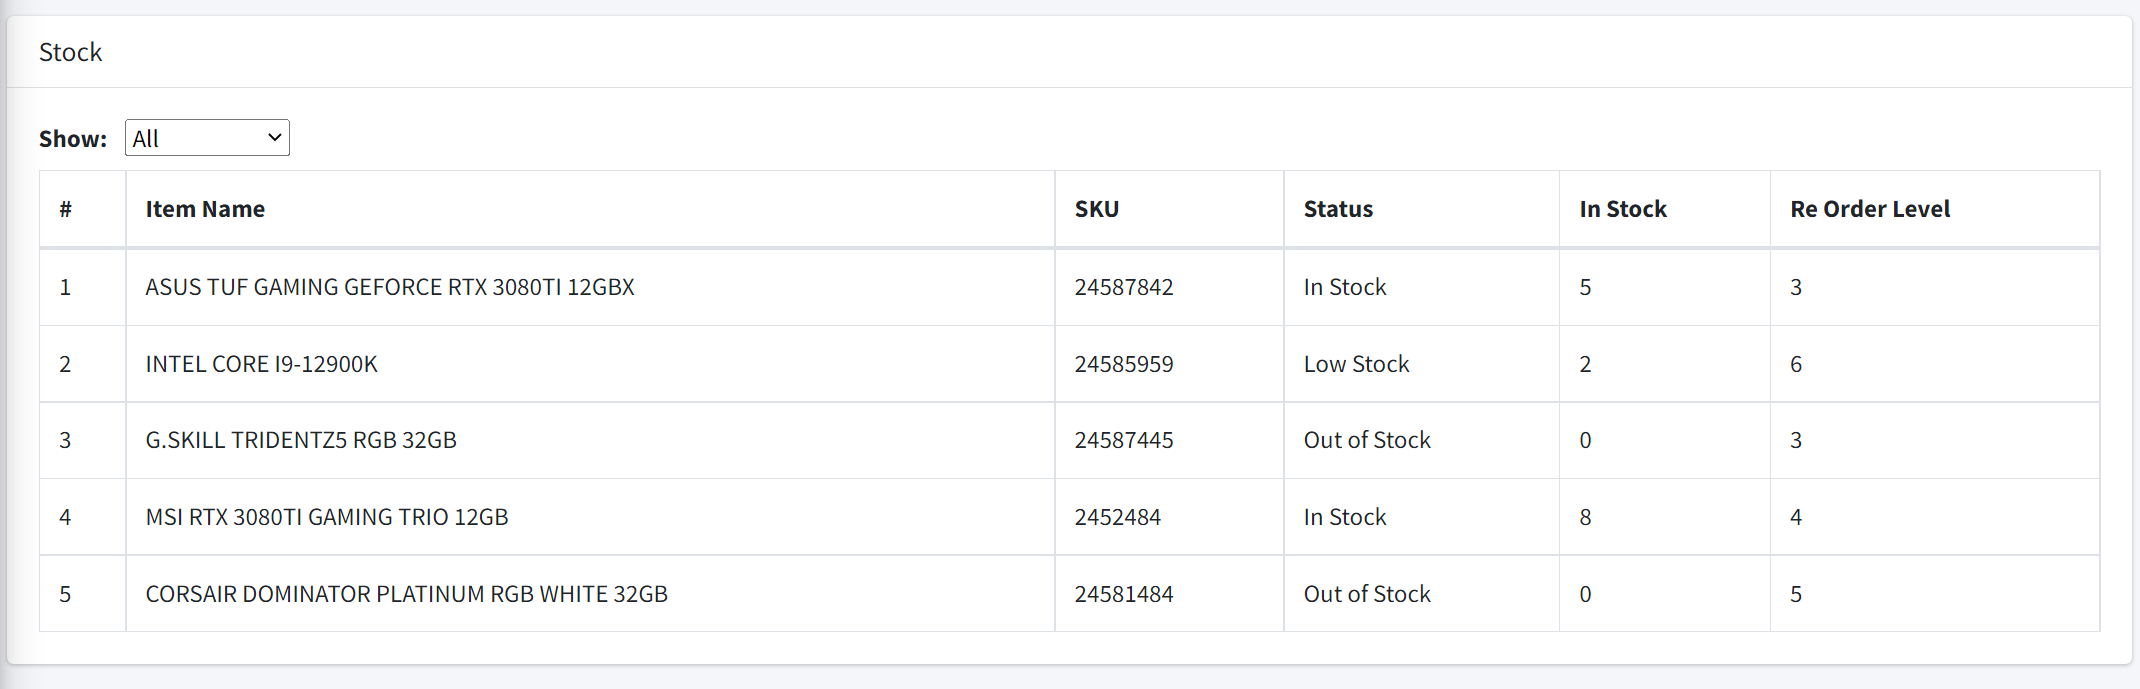 Stock
Show: All
# Item Name SKU Status In Stock Re Order Level
1 ASUS TUF GAMING GEFORCE RTX 3080TI 12GBX 24587842 In Stock 5 3
2 INTEL CORE I9-12900K 24585959 Low Stock 2 6
3 G.SKILL TRIDENTZ5 RGB 32GB 24587445 Out of Stock 0 3
4 MSI RTX 3080TI GAMING TRIO 12GB 2452484 In Stock 8 4
5 CORSAIR DOMINATOR PLATINUM RGB WHITE 32GB 24581484 Out of Stock 0 5